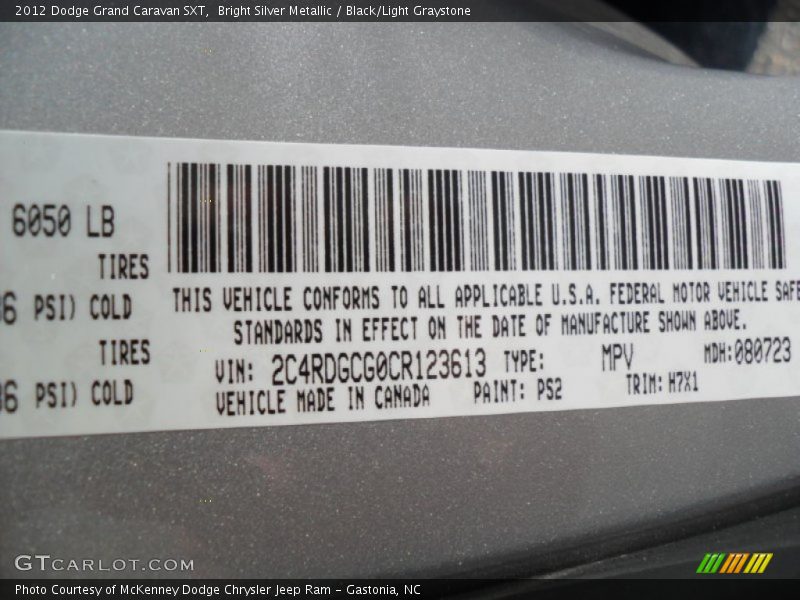 2012 Dodge Grand Caravan SXT,  Bright Silver Metallic / Black/Light Graystone
6050 LB
TIRES
PSI) COLD
TIRES
PSI) COLD
THIS VEHICLE CONFORMS TO ALL APPLICABLE U.S.A. FEDERAL MOTOR VEHICLE SAFE
STANDARDS IN EFFECT ON THE DATE OF MANUFACTURE SHOWN ABOVE.
VIN: 2C4RDGCG0CR123613 TYPE: MPV MDH:080723
VEHICLE MADE IN CANADA PAINT: PS2 TRIM: H7X1
GTCARLOT.COM
Photo Courtesy of McKenney Dodge Chrysler Jeep Ram - Gastonia, NC